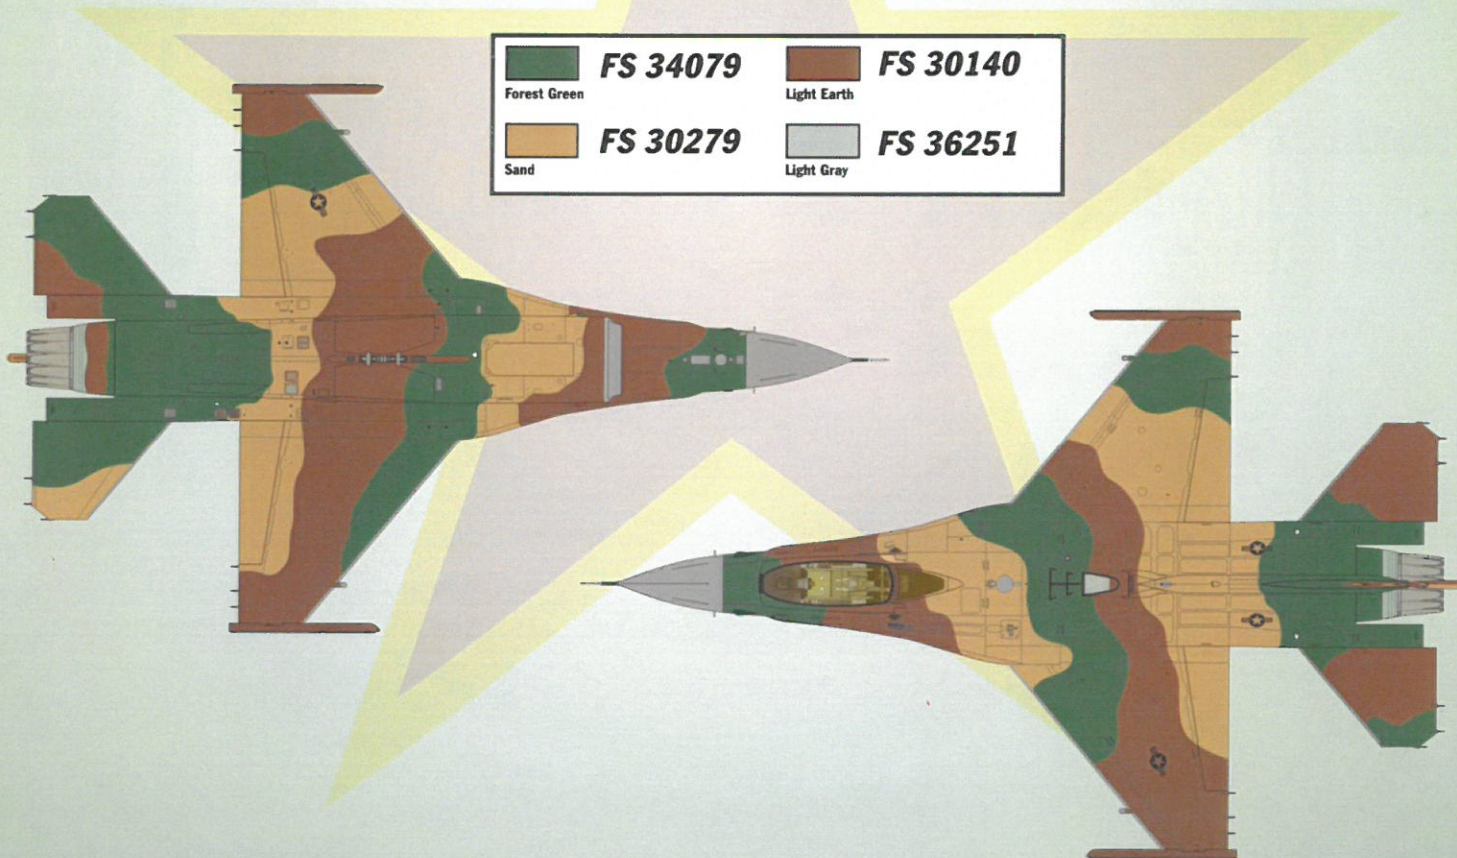 FS 34079
Forest Green
FS 30140
Light Earth
FS 30279
Sand
FS 36251
Light Gray